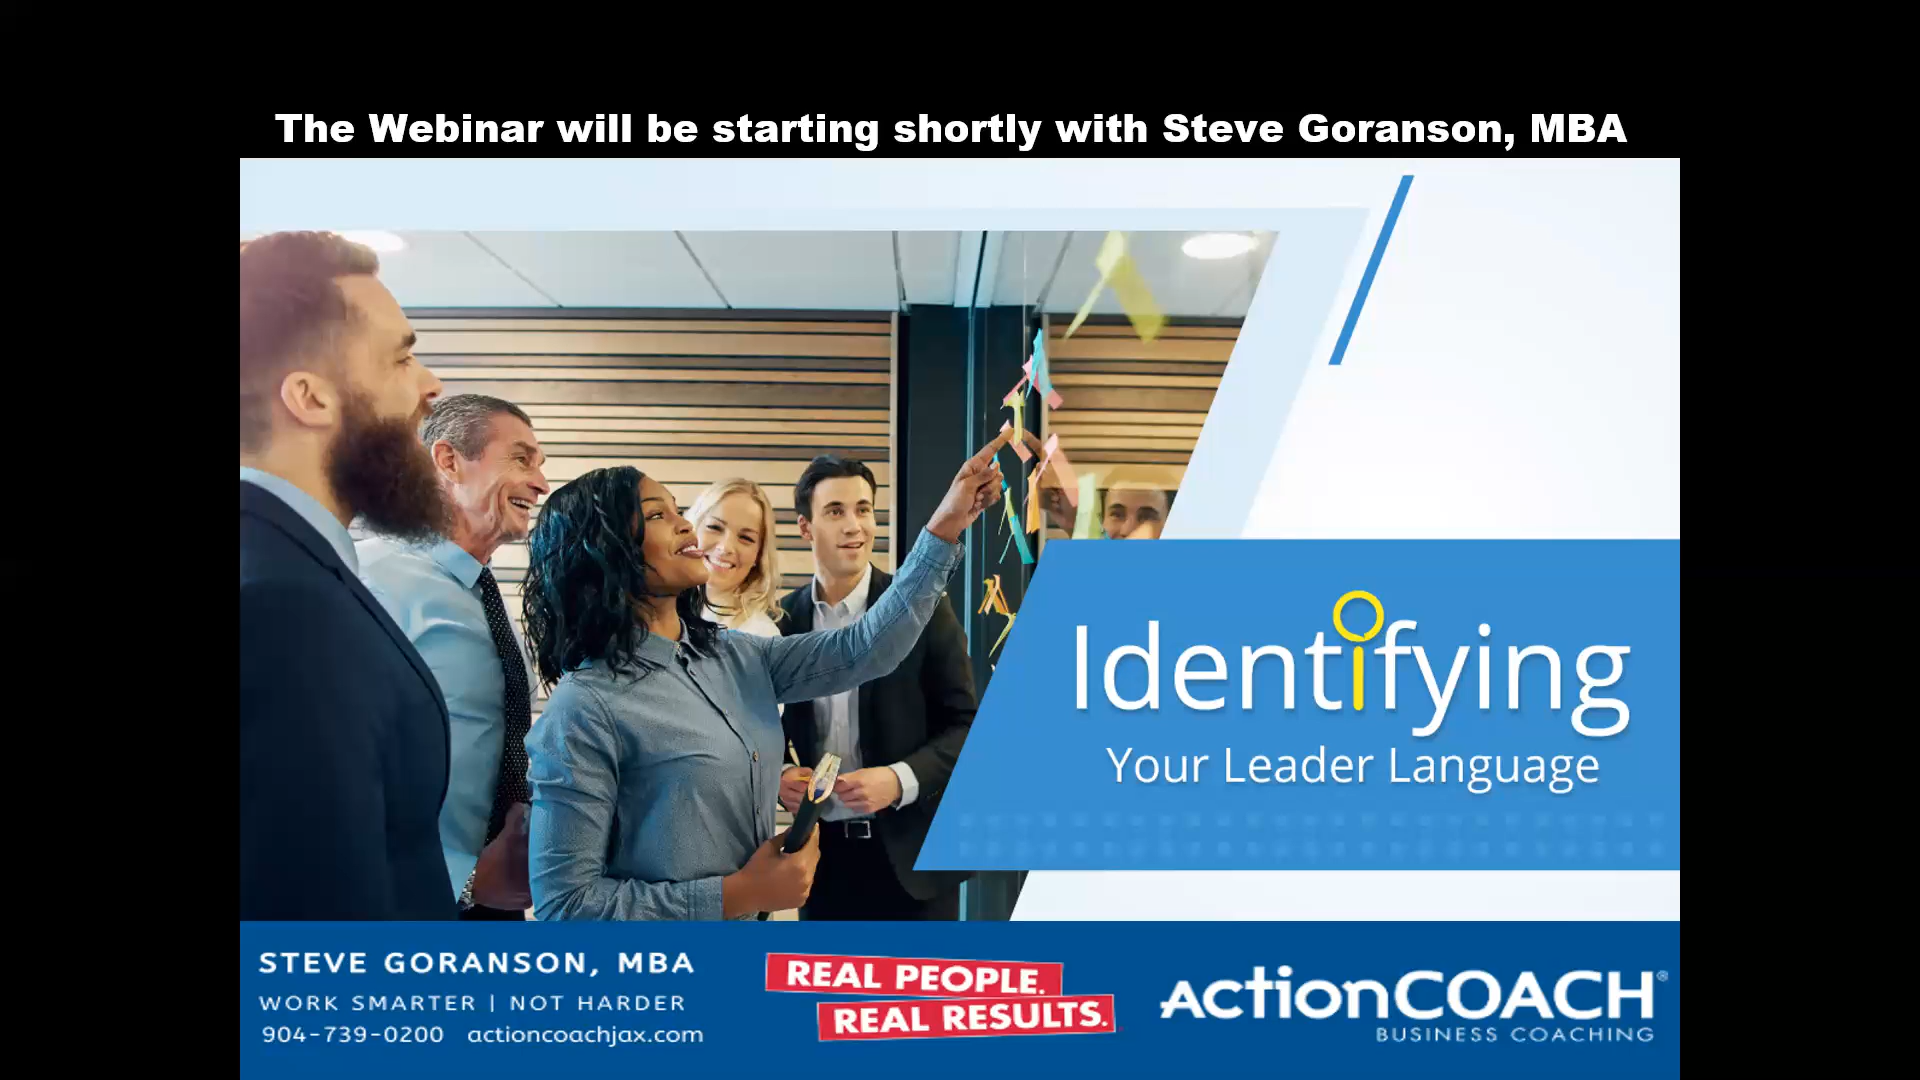 The Webinar will be starting shortly with Steve Goranson, MBA
Identifying
Your Leader Language
STEVE GORANSON, MBA
WORK SMARTER | NOT HARDER
904-739-0200 actioncoachjax.com
REAL PEOPLE.
REAL RESULTS.
ActionCOACH®
BUSINESS COACHING